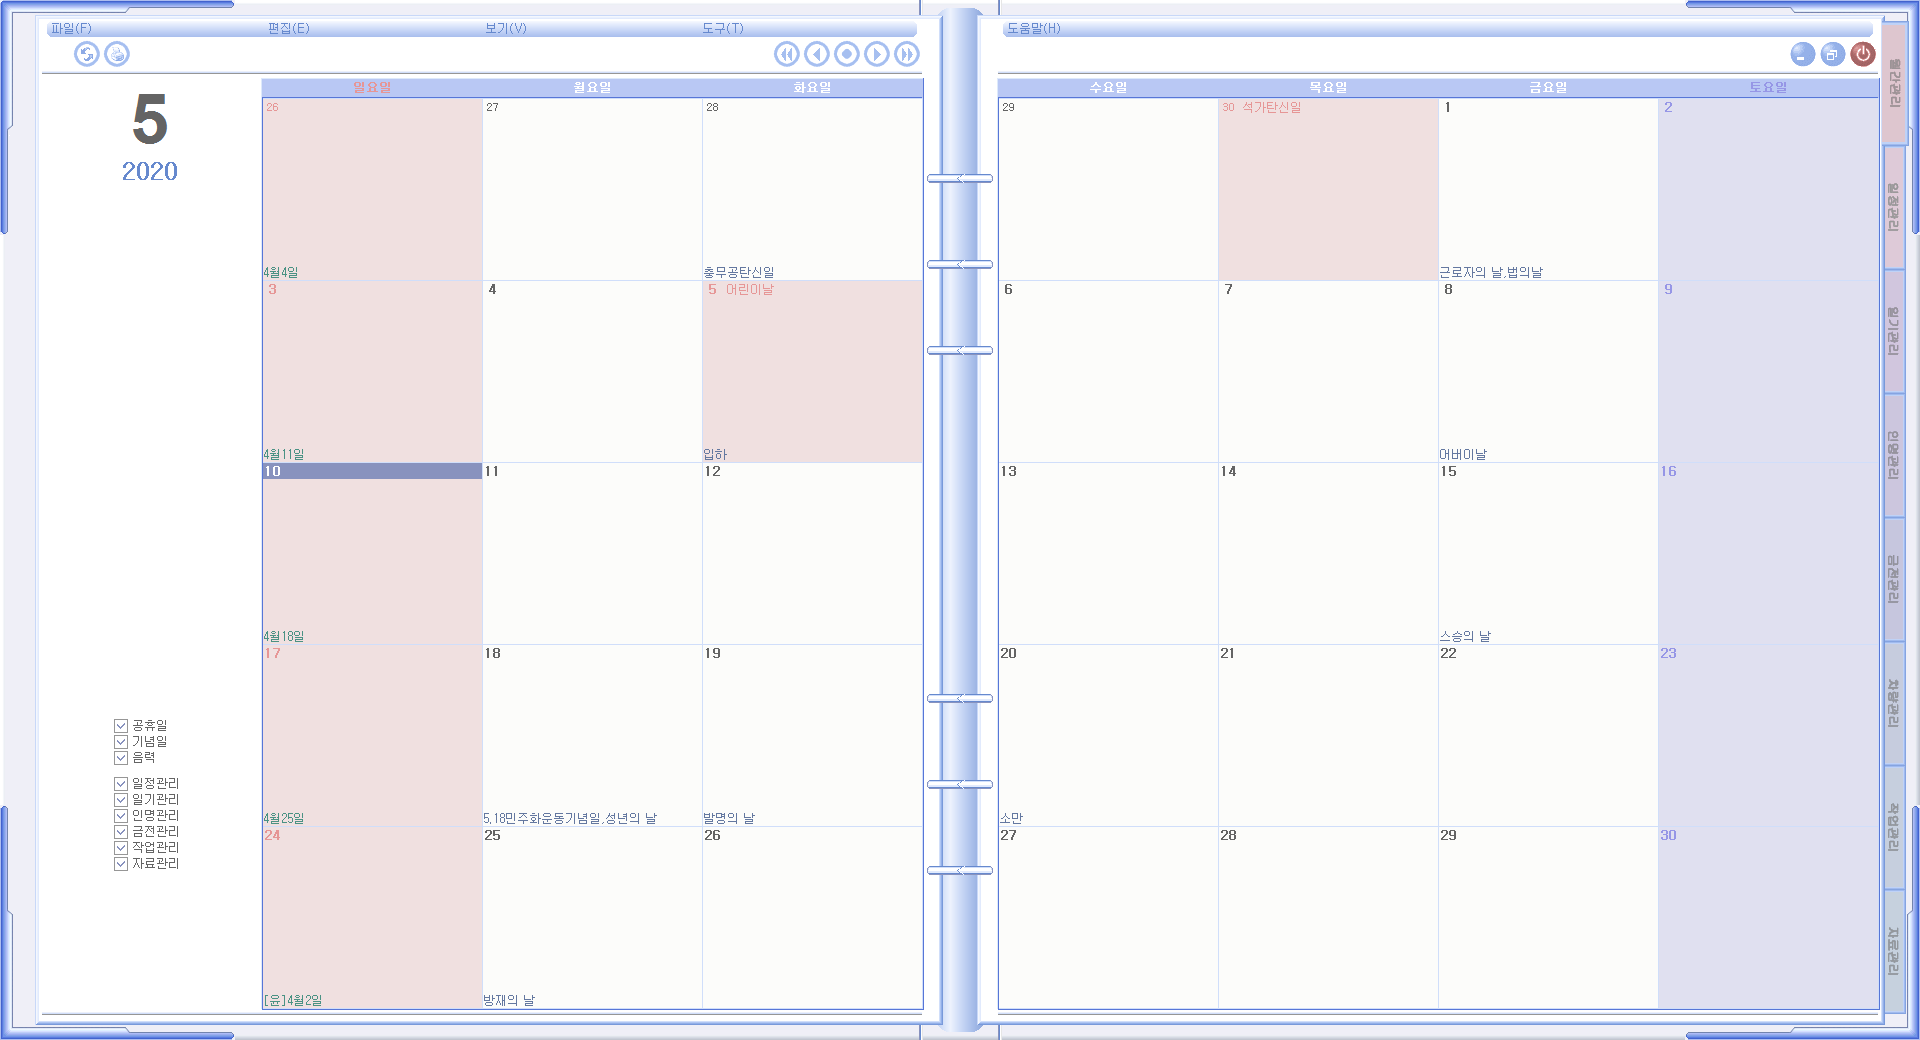 파일(F) 편집(E) 보기(V) 도구(T) 도움말(H)
5
2020
일요일 월요일 화요일 수요일 목요일 금요일 토요일
26 27 28 29 30 석가탄신일 1 2
4월4일 충무공탄신일 근로자의 날,법의날
3 4 5 어린이날 6 7 8 9
4월11일 입하 어버이날
10 11 12 13 14 15 16
4월18일 스승의 날
17 18 19 20 21 22 23
4월25일 5.18민주화운동기념일,성년의 날 발명의 날 소만
24 25 26 27 28 29 30
[윤]4월2일 방재의 날
공휴일
기념일
음력
일정관리
일기관리
인명관리
금전관리
작업관리
자료관리
월간관리
일정관리
일기관리
인명관리
금전관리
차량관리
작업관리
자료관리